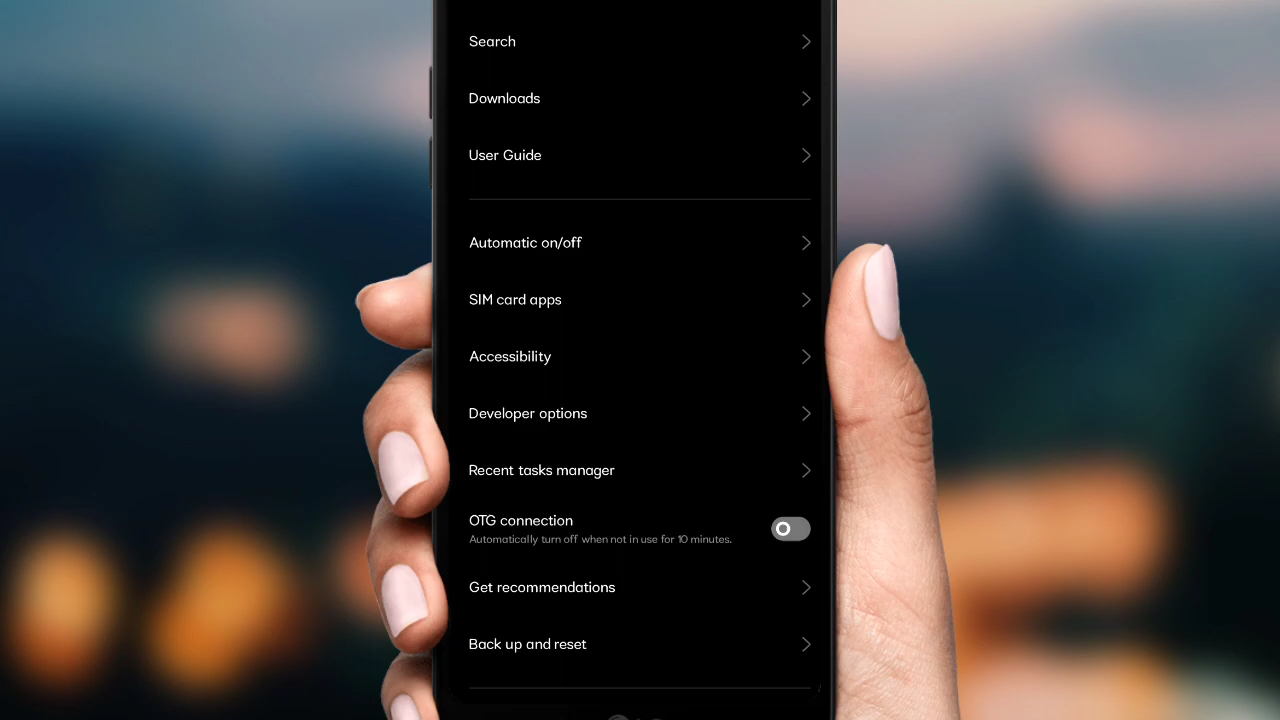 Search
Downloads
User Guide
Automatic on/off
SIM card apps
Accessibility
Developer options
Recent tasks manager
OTG connection
Automatically turn off when not in use for 10 minutes.
Get recommendations
Back up and reset